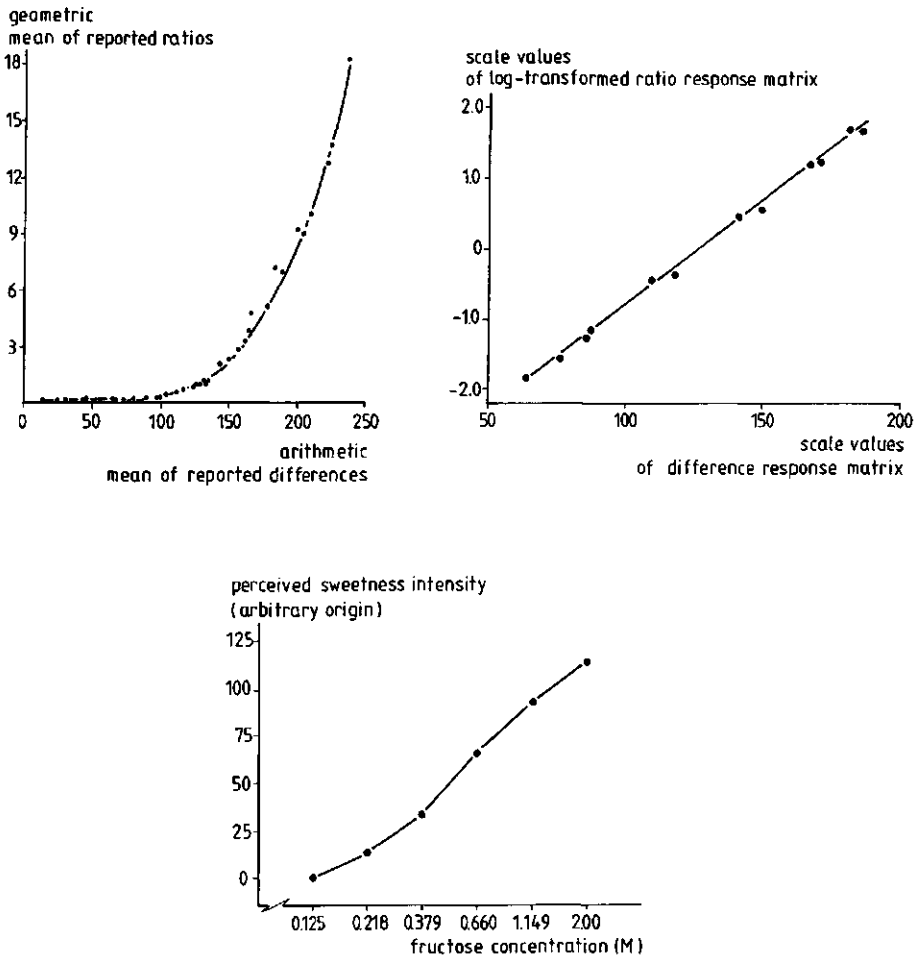 geometric
mean of reported ratios
18
15
12
9
6
3
0
50
100
150
200
250
arithmetic
mean of reported differences
scale values
of log-transformed ratio response matrix
2.0
1.0
0
-1.0
-2.0
50
100
150
200
scale values
of difference response matrix
perceived sweetness intensity
(arbitrary origin)
125
100
75
50
25
0
0.125 0.218 0.379 0.660 1.149 2.00
fructose concentration (M)